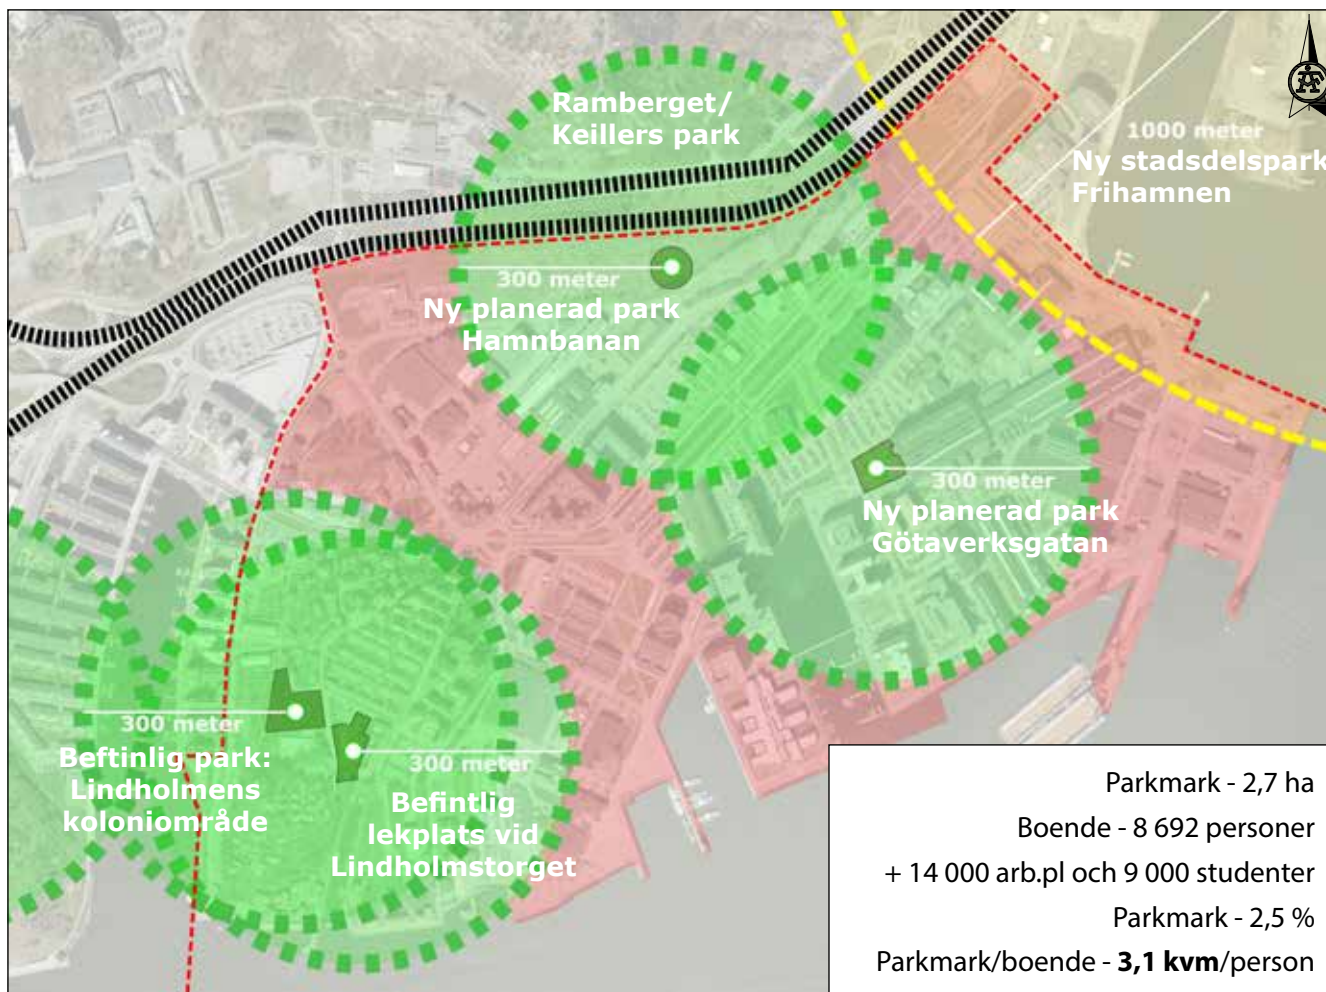 Ramberget/
Keillers park
1000 meter
Ny stadsdelspark
Frihamnen
300 meter
Ny planerad park
Hamnbanan
300 meter
Ny planerad park
Götaverksgatan
300 meter
Beftinlig park:
Lindholmens
koloniområde
300 meter
Befintlig
lekplats vid
Lindholmstorget
Parkmark - 2,7 ha
Boende - 8 692 personer
+ 14 000 arb.pl och 9 000 studenter
Parkmark - 2,5 %
Parkmark/boende - 3,1 kvm/person